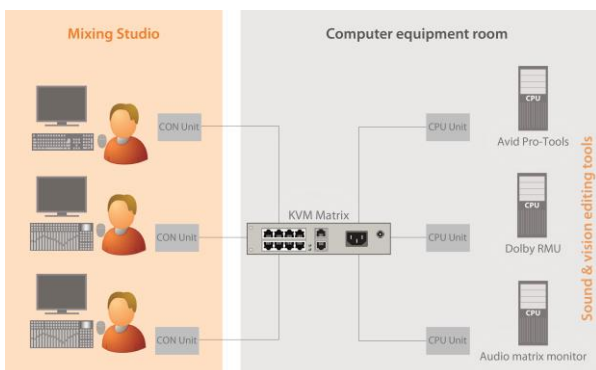 Mixing Studio
Computer equipment room
CON Unit
CPU Unit
CPU
Avid Pro-Tools
KVM Matrix
CON Unit
CPU Unit
CPU
Dolby RMU
CON Unit
CPU Unit
CPU
Audio matrix monitor
Sound & vision editing tools